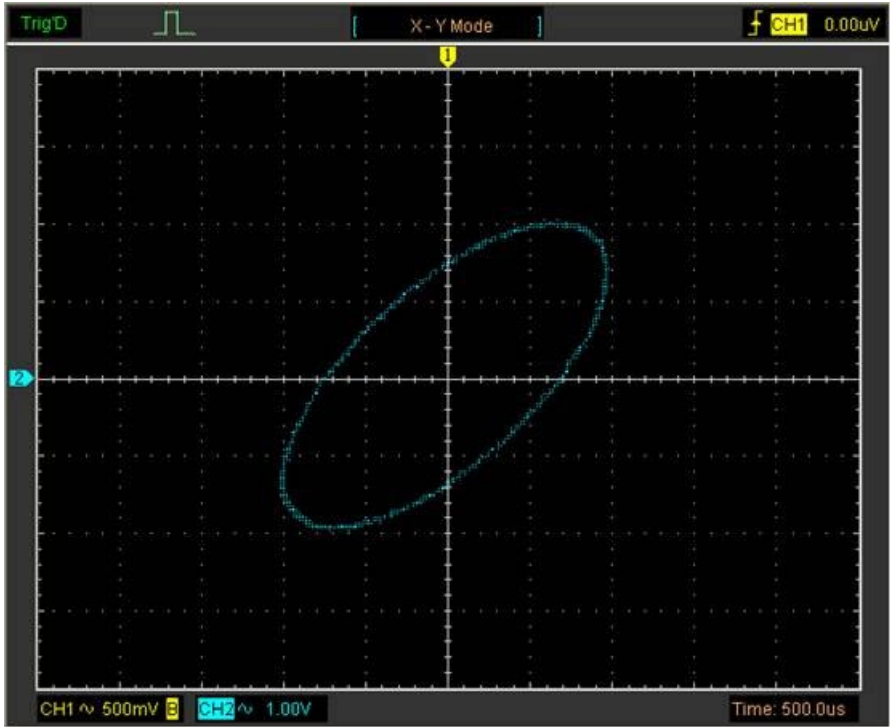 Trig'D [ X - Y Mode ] CH1 0.00uV
1
2
CH1 ∿ 500mV B CH2 ∿ 1.00V Time: 500.0us